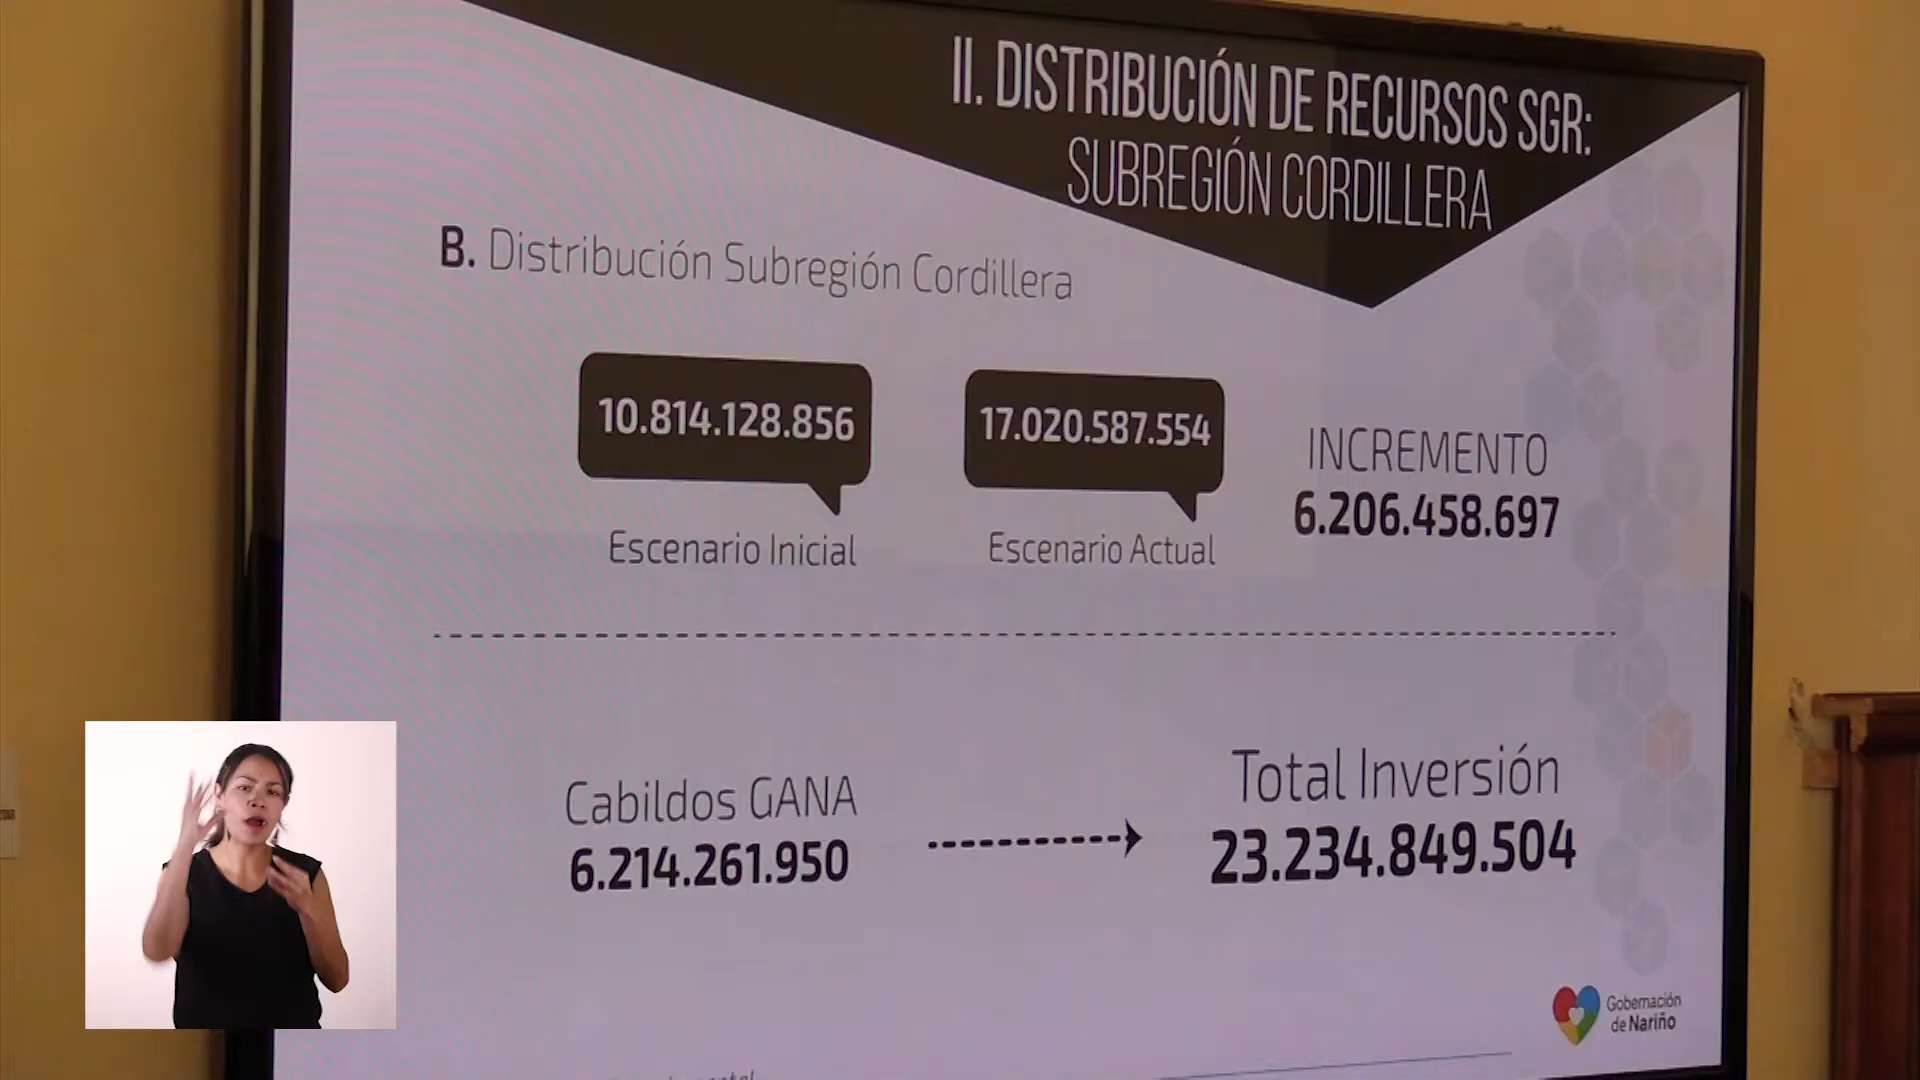 II. DISTRIBUCIÓN DE RECURSOS SGR:
SUBREGIÓN CORDILLERA
B. Distribución Subregión Cordillera
10.814.128.856
17.020.587.554
Escenario Inicial
Escenario Actual
INCREMENTO
6.206.458.697
Cabildos GANA
6.214.261.950
Total Inversión
23.234.849.504
Gobernación
de Nariño